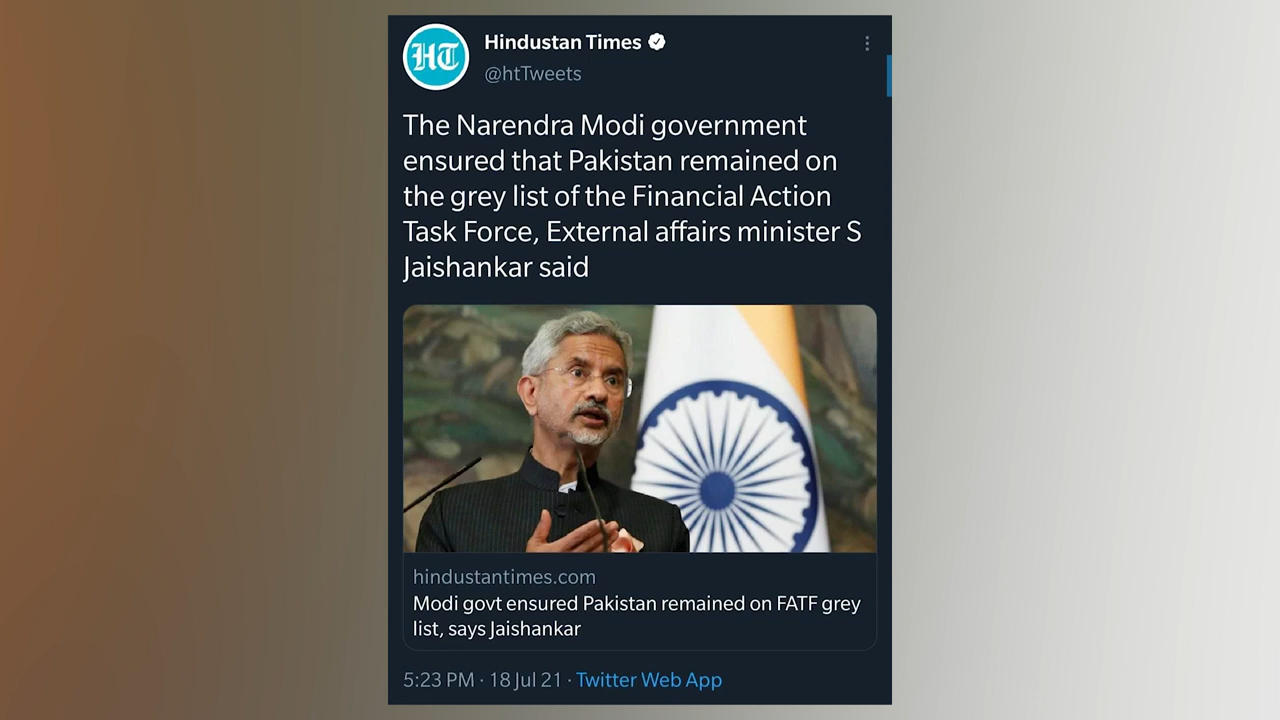 HT
Hindustan Times
@htTweets
The Narendra Modi government
ensured that Pakistan remained on
the grey list of the Financial Action
Task Force, External affairs minister S
Jaishankar said
hindustantimes.com
Modi govt ensured Pakistan remained on FATF grey
list, says Jaishankar
5:23 PM · 18 Jul 21 · Twitter Web App